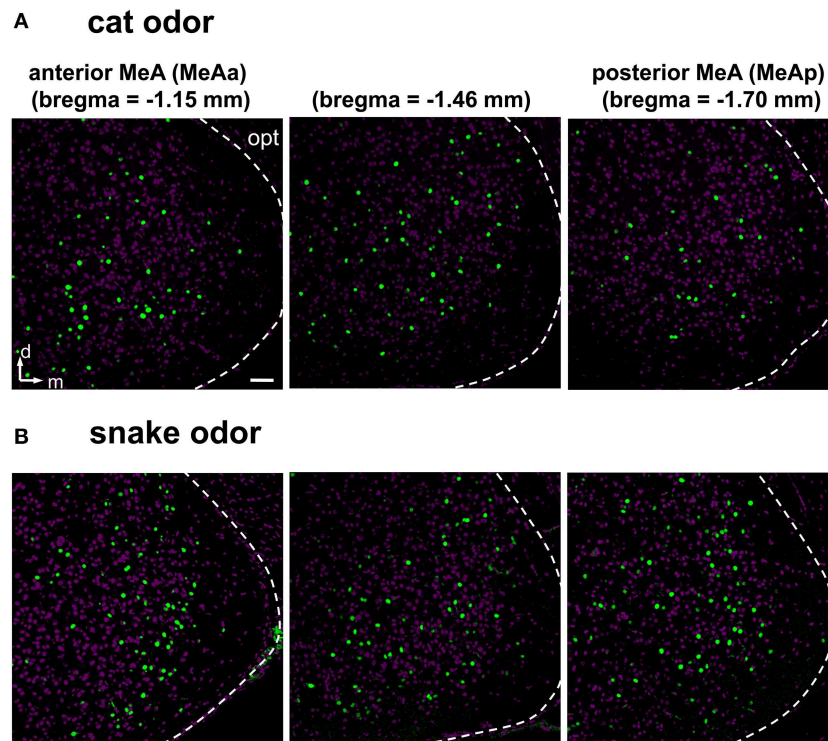 A cat odor
anterior MeA (MeAa)
(bregma = -1.15 mm)
(bregma = -1.46 mm)
posterior MeA (MeAp)
(bregma = -1.70 mm)
opt
d
m
B snake odor